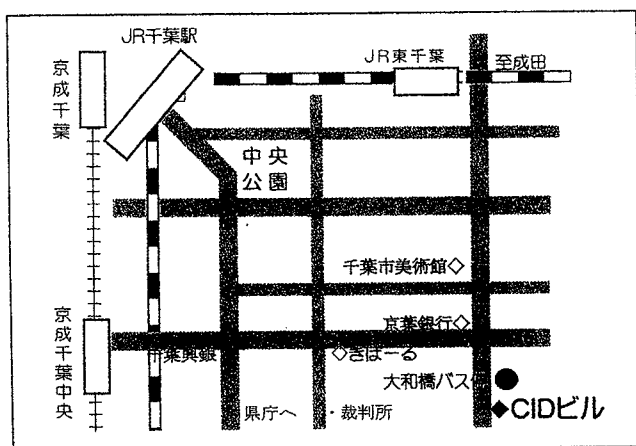 JR千葉駅
京成千葉
JR東千葉
至成田
中央
公園
千葉市美術館◇
京葉銀行◇
千葉興銀
◇きぼーる
大和橋バス停
◆CIDビル
京成千葉中央
県庁へ
・裁判所